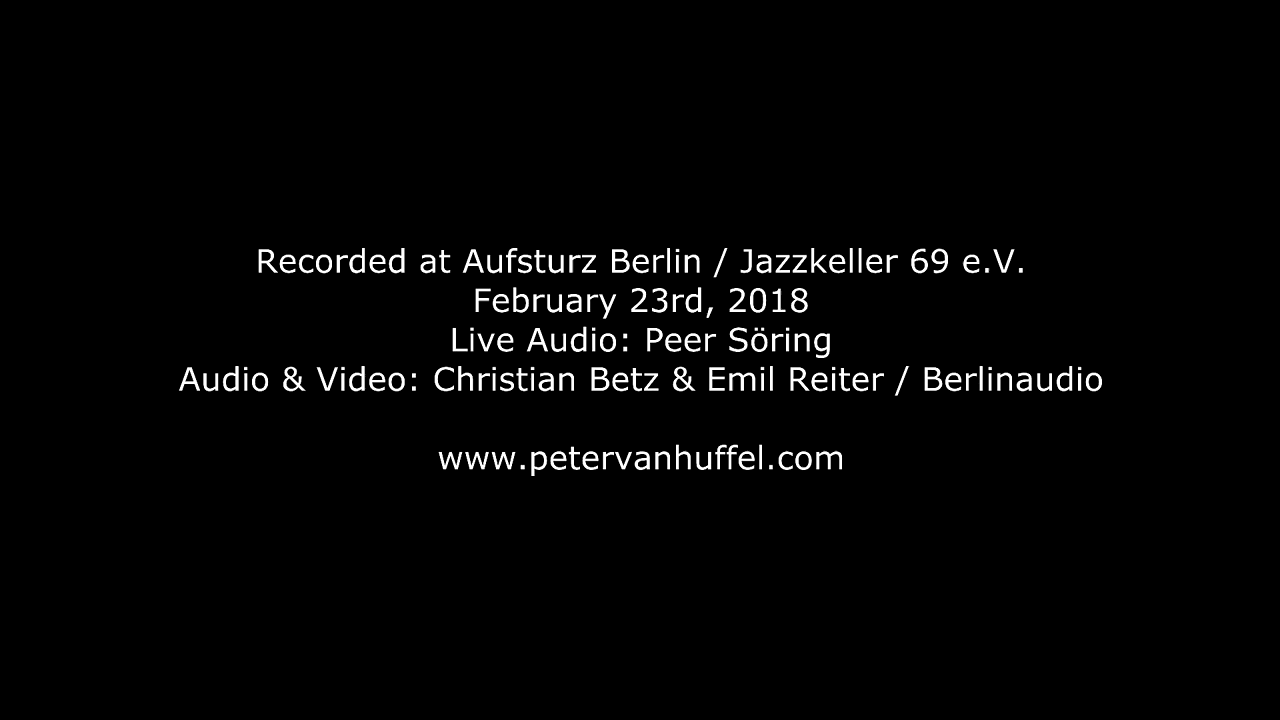 Recorded at Aufsturz Berlin / Jazzkeller 69 e.V.
February 23rd, 2018
Live Audio: Peer Söring
Audio & Video: Christian Betz & Emil Reiter / Berlinaudio
www.petervanhuffel.com